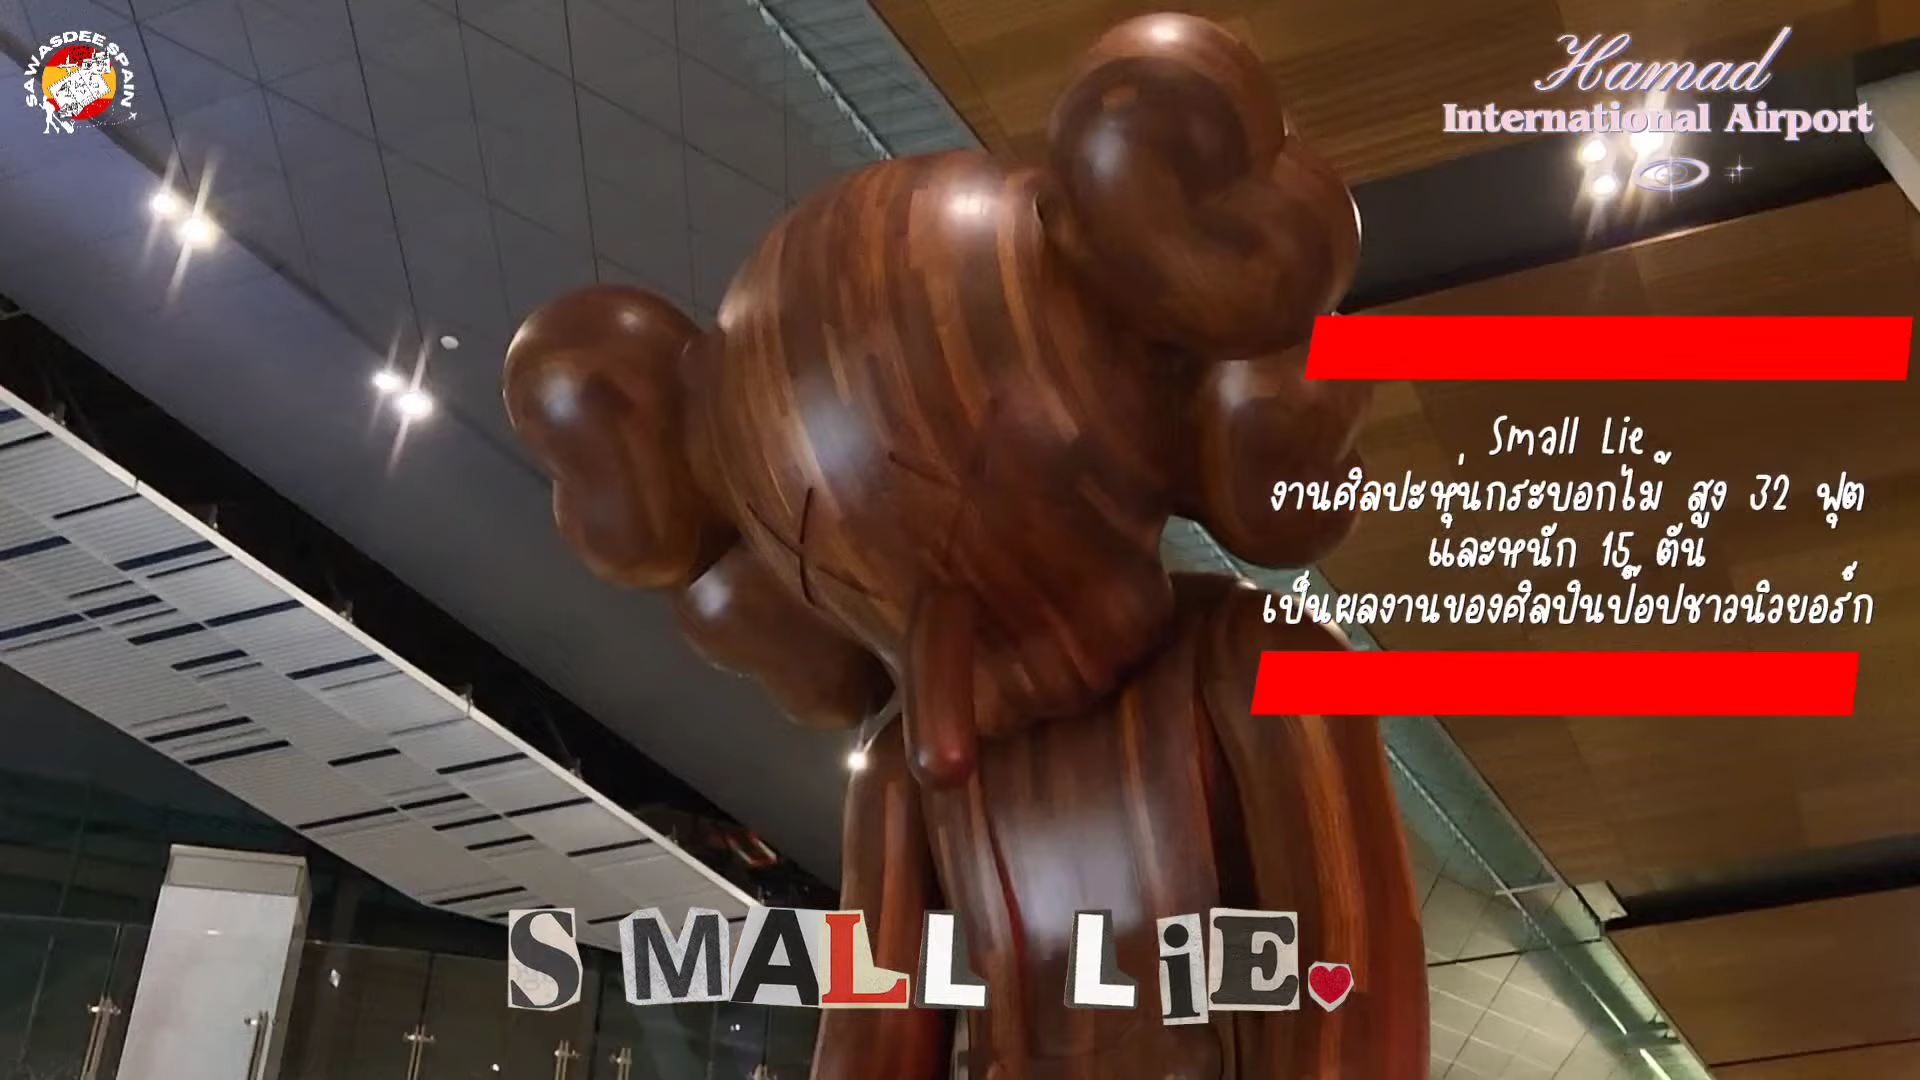 SAWASDEE SPAIN
Hamad
International Airport
Small Lie
งานศิลปะหุ่นกระบอกไม้ สูง 32 ฟุต
และหนัก 15 ตัน
เป็นผลงานของศิลปินป๊อปชาวนิวยอร์ก
SMALL LiE